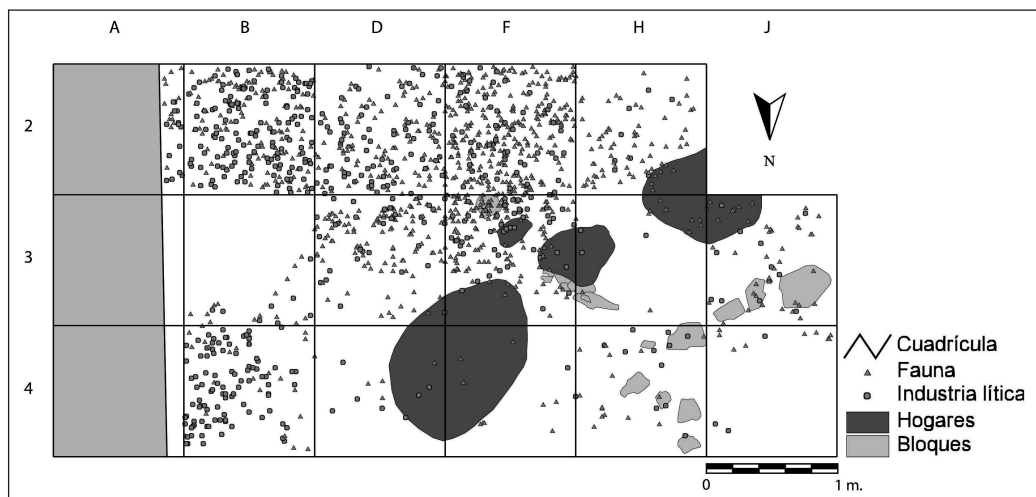 A B D F H J
2
N
3
4
Cuadrícula
Fauna
Industria lítica
Hogares
Bloques
0 1 m.